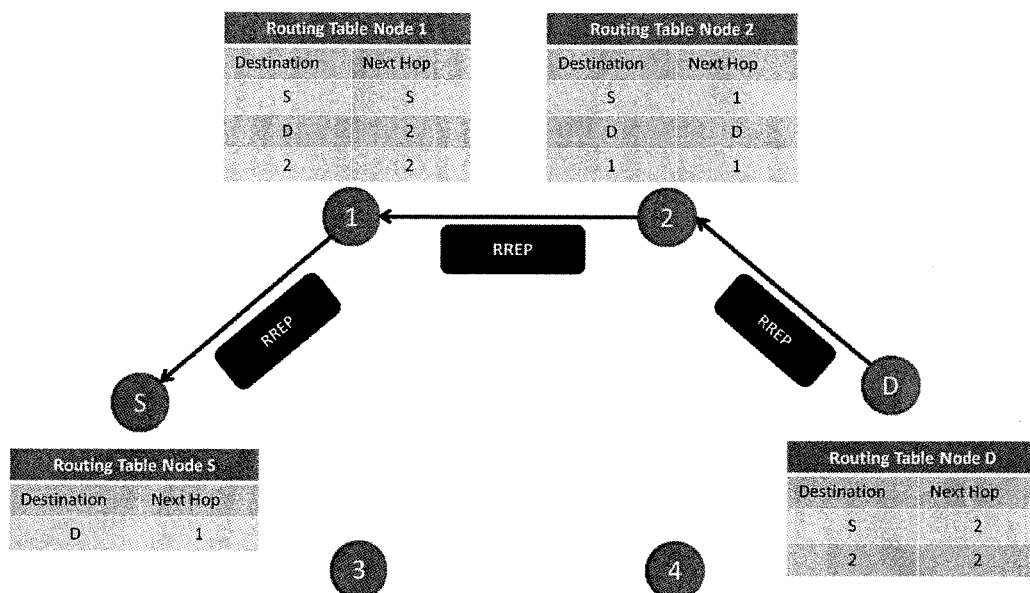 Routing Table Node 1
Destination Next Hop
S S
D 2
2 2
Routing Table Node 2
Destination Next Hop
S 1
D D
1 1
1
2
RREP
RREP
RREP
S
D
Routing Table Node S
Destination Next Hop
D 1
Routing Table Node D
Destination Next Hop
S 2
2 2
3
4